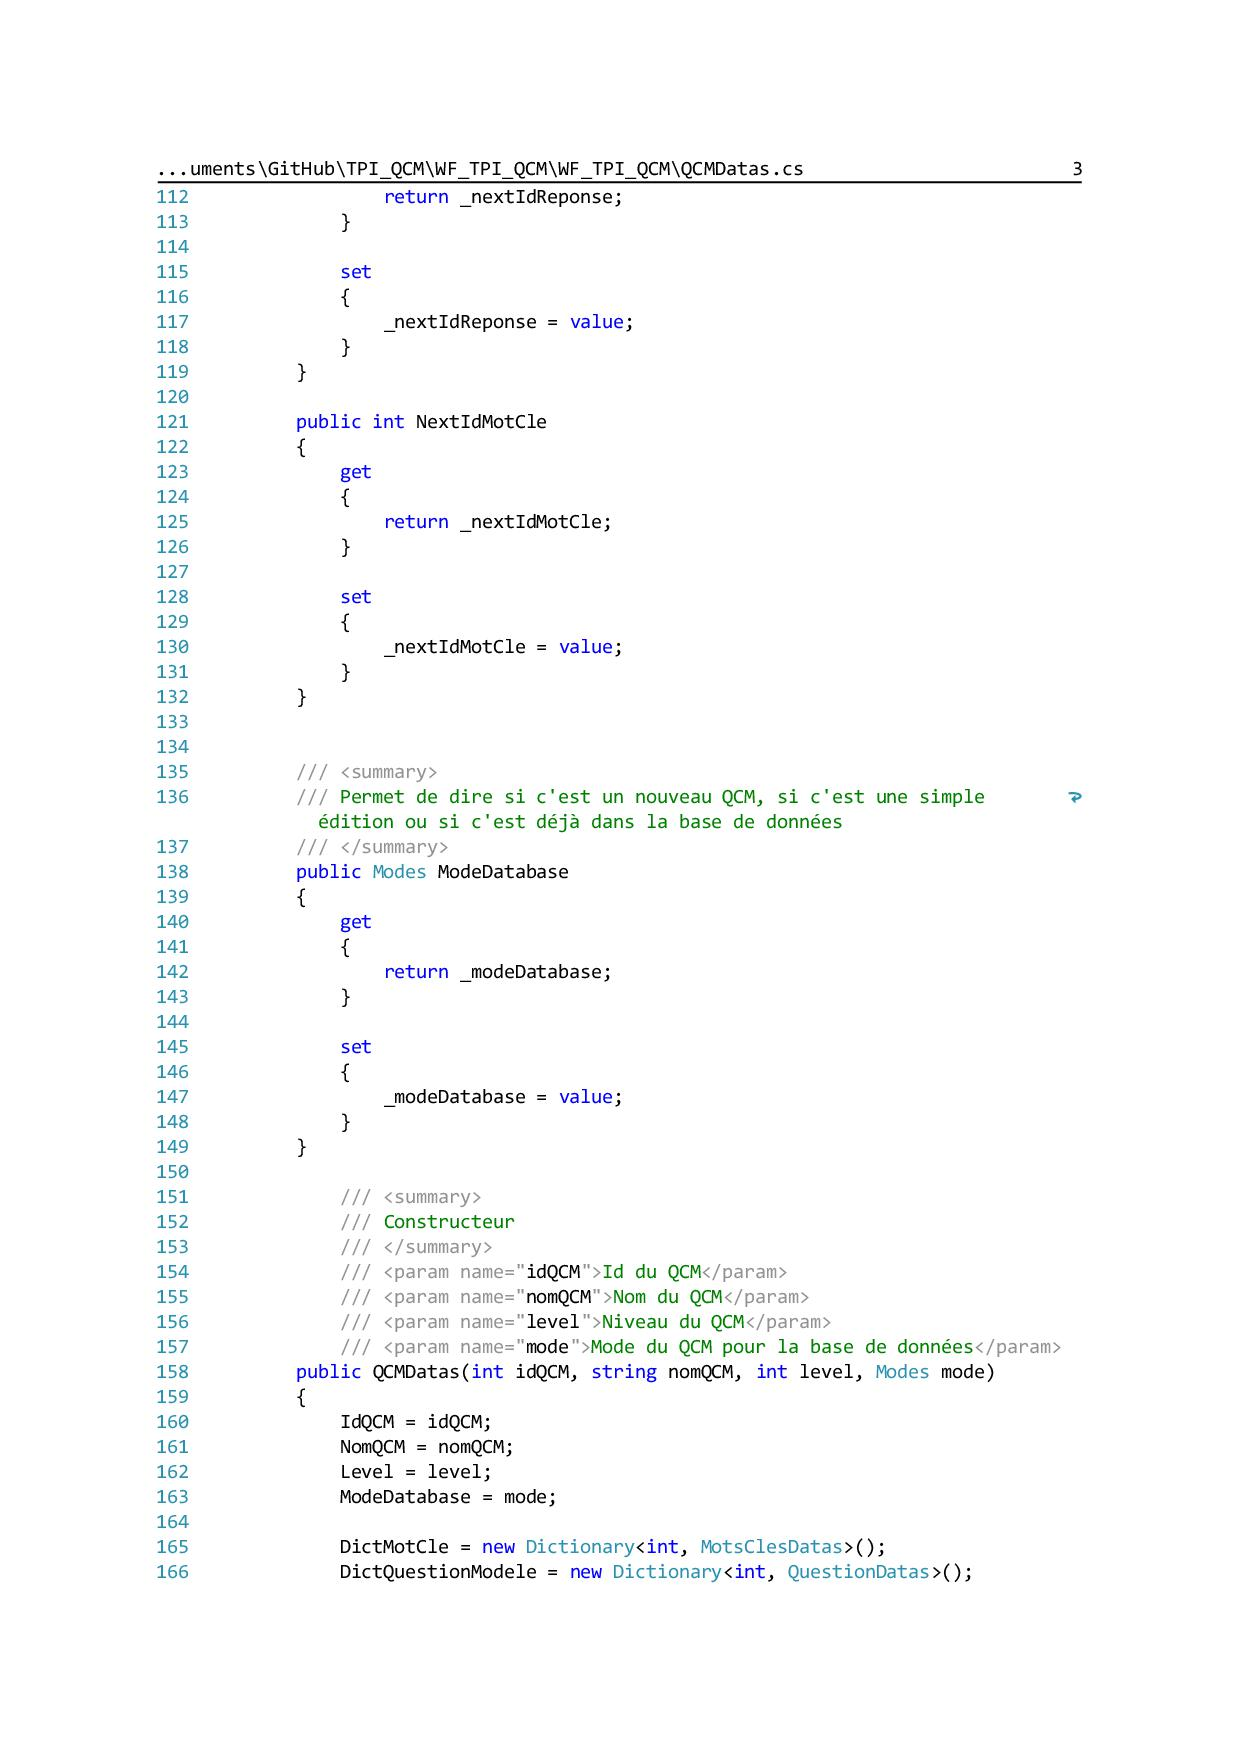 ...uments\GitHub\TPI_QCM\WF_TPI_QCM\WF_TPI_QCM\QCMDatas.cs 3
112                 return _nextIdReponse;
113             }
114
115             set
116             {
117                 _nextIdReponse = value;
118             }
119         }
120
121         public int NextIdMotCle
122         {
123             get
124             {
125                 return _nextIdMotCle;
126             }
127
128             set
129             {
130                 _nextIdMotCle = value;
131             }
132         }
133
134
135         /// <summary>
136         /// Permet de dire si c'est un nouveau QCM, si c'est une simple
édition ou si c'est déjà dans la base de données
137         /// </summary>
138         public Modes ModeDatabase
139         {
140             get
141             {
142                 return _modeDatabase;
143             }
144
145             set
146             {
147                 _modeDatabase = value;
148             }
149         }
150
151             /// <summary>
152             /// Constructeur
153             /// </summary>
154             /// <param name="idQCM">Id du QCM</param>
155             /// <param name="nomQCM">Nom du QCM</param>
156             /// <param name="level">Niveau du QCM</param>
157             /// <param name="mode">Mode du QCM pour la base de données</param>
158         public QCMDatas(int idQCM, string nomQCM, int level, Modes mode)
159         {
160             IdQCM = idQCM;
161             NomQCM = nomQCM;
162             Level = level;
163             ModeDatabase = mode;
164
165             DictMotCle = new Dictionary<int, MotsClesDatas>();
166             DictQuestionModele = new Dictionary<int, QuestionDatas>();